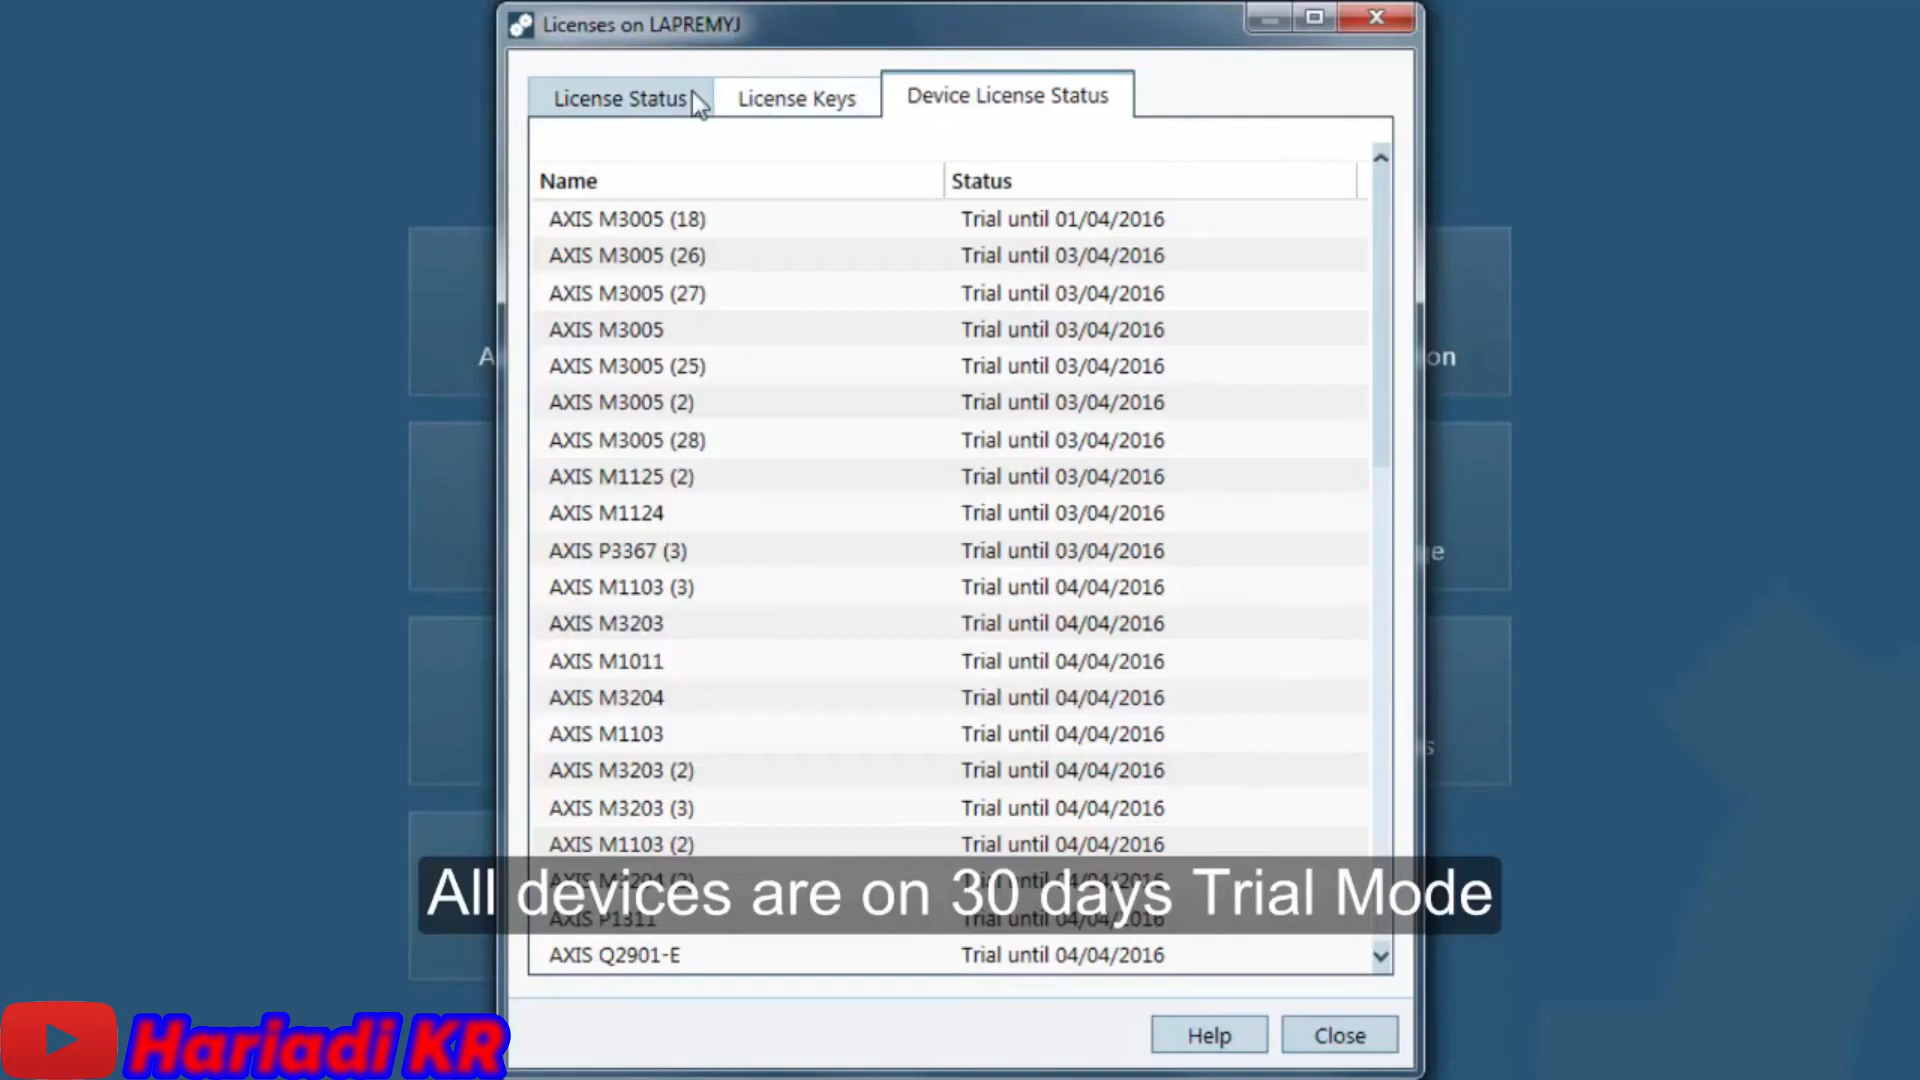 Licenses on LAPREMYJ
License Status License Keys Device License Status
Name Status
AXIS M3005 (18) Trial until 01/04/2016
AXIS M3005 (26) Trial until 03/04/2016
AXIS M3005 (27) Trial until 03/04/2016
AXIS M3005 Trial until 03/04/2016
AXIS M3005 (25) Trial until 03/04/2016
AXIS M3005 (2) Trial until 03/04/2016
AXIS M3005 (28) Trial until 03/04/2016
AXIS M1125 (2) Trial until 03/04/2016
AXIS M1124 Trial until 03/04/2016
AXIS P3367 (3) Trial until 03/04/2016
AXIS M1103 (3) Trial until 04/04/2016
AXIS M3203 Trial until 04/04/2016
AXIS M1011 Trial until 04/04/2016
AXIS M3204 Trial until 04/04/2016
AXIS M1103 Trial until 04/04/2016
AXIS M3203 (2) Trial until 04/04/2016
AXIS M3203 (3) Trial until 04/04/2016
AXIS M1103 (2) Trial until 04/04/2016
All devices are on 30 days Trial Mode
AXIS P1311 Trial until 04/04/2016
AXIS Q2901-E Trial until 04/04/2016
Help Close
Hariadi KR